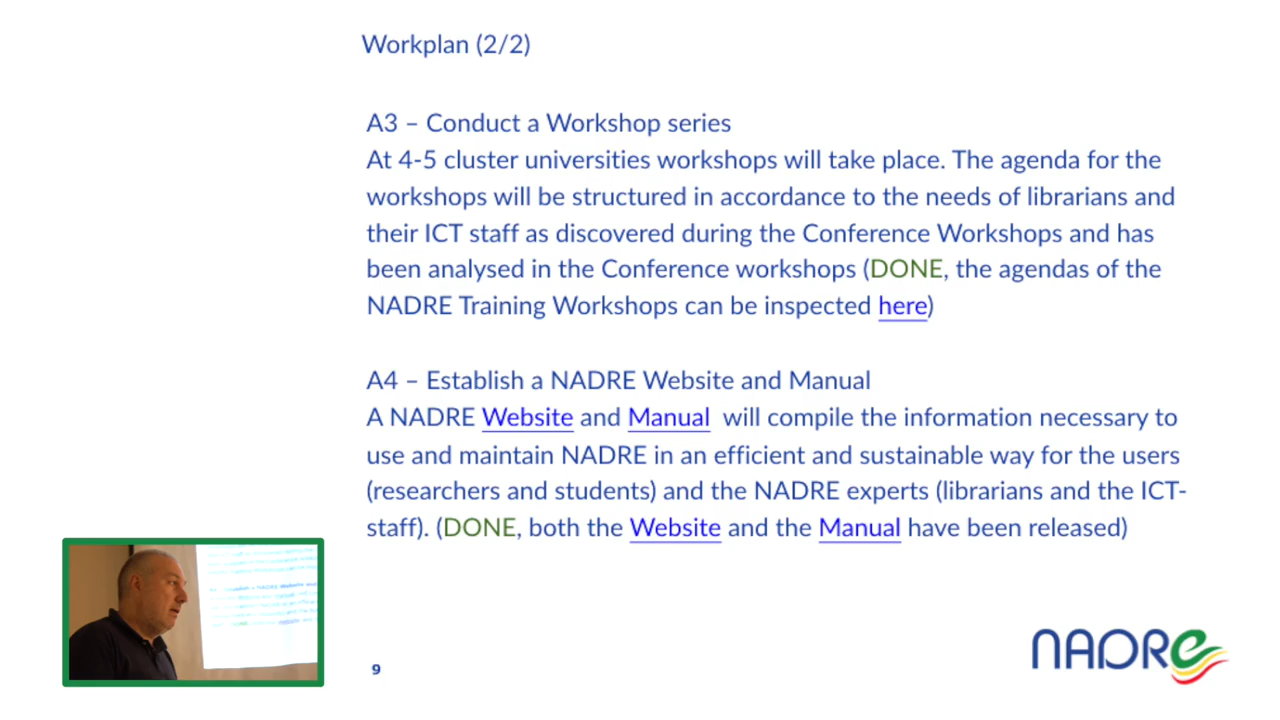 Workplan (2/2)
A3 – Conduct a Workshop series
At 4-5 cluster universities workshops will take place. The agenda for the
workshops will be structured in accordance to the needs of librarians and
their ICT staff as discovered during the Conference Workshops and has
been analysed in the Conference workshops (DONE, the agendas of the
NADRE Training Workshops can be inspected here)
A4 – Establish a NADRE Website and Manual
A NADRE Website and Manual will compile the information necessary to
use and maintain NADRE in an efficient and sustainable way for the users
(researchers and students) and the NADRE experts (librarians and the ICT-
staff). (DONE, both the Website and the Manual have been released)
9
NADRe